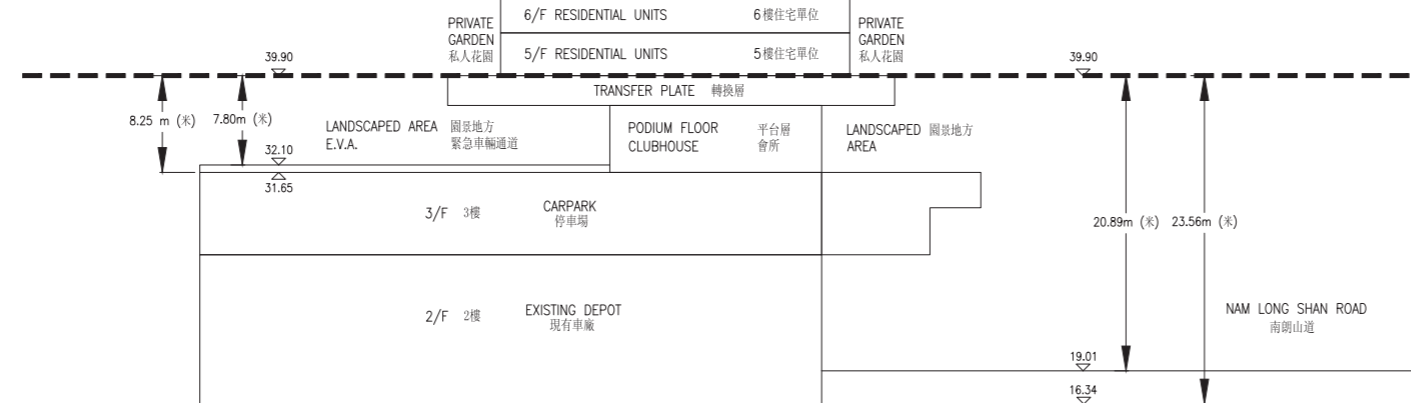 6/F RESIDENTIAL UNITS 6樓住宅單位
PRIVATE
GARDEN
私人花園
PRIVATE
GARDEN
私人花園
5/F RESIDENTIAL UNITS 5樓住宅單位
39.90
39.90
TRANSFER PLATE 轉換層
8.25 m (米)
7.80m (米)
LANDSCAPED AREA 園景地方
E.V.A. 緊急車輛通道
PODIUM FLOOR 平台層
CLUBHOUSE 會所
LANDSCAPED 園景地方
AREA
32.10
31.65
3/F 3樓
CARPARK
停車場
20.89m (米)
23.56m (米)
2/F 2樓
EXISTING DEPOT
現有車廠
NAM LONG SHAN ROAD
南朗山道
19.01
16.34